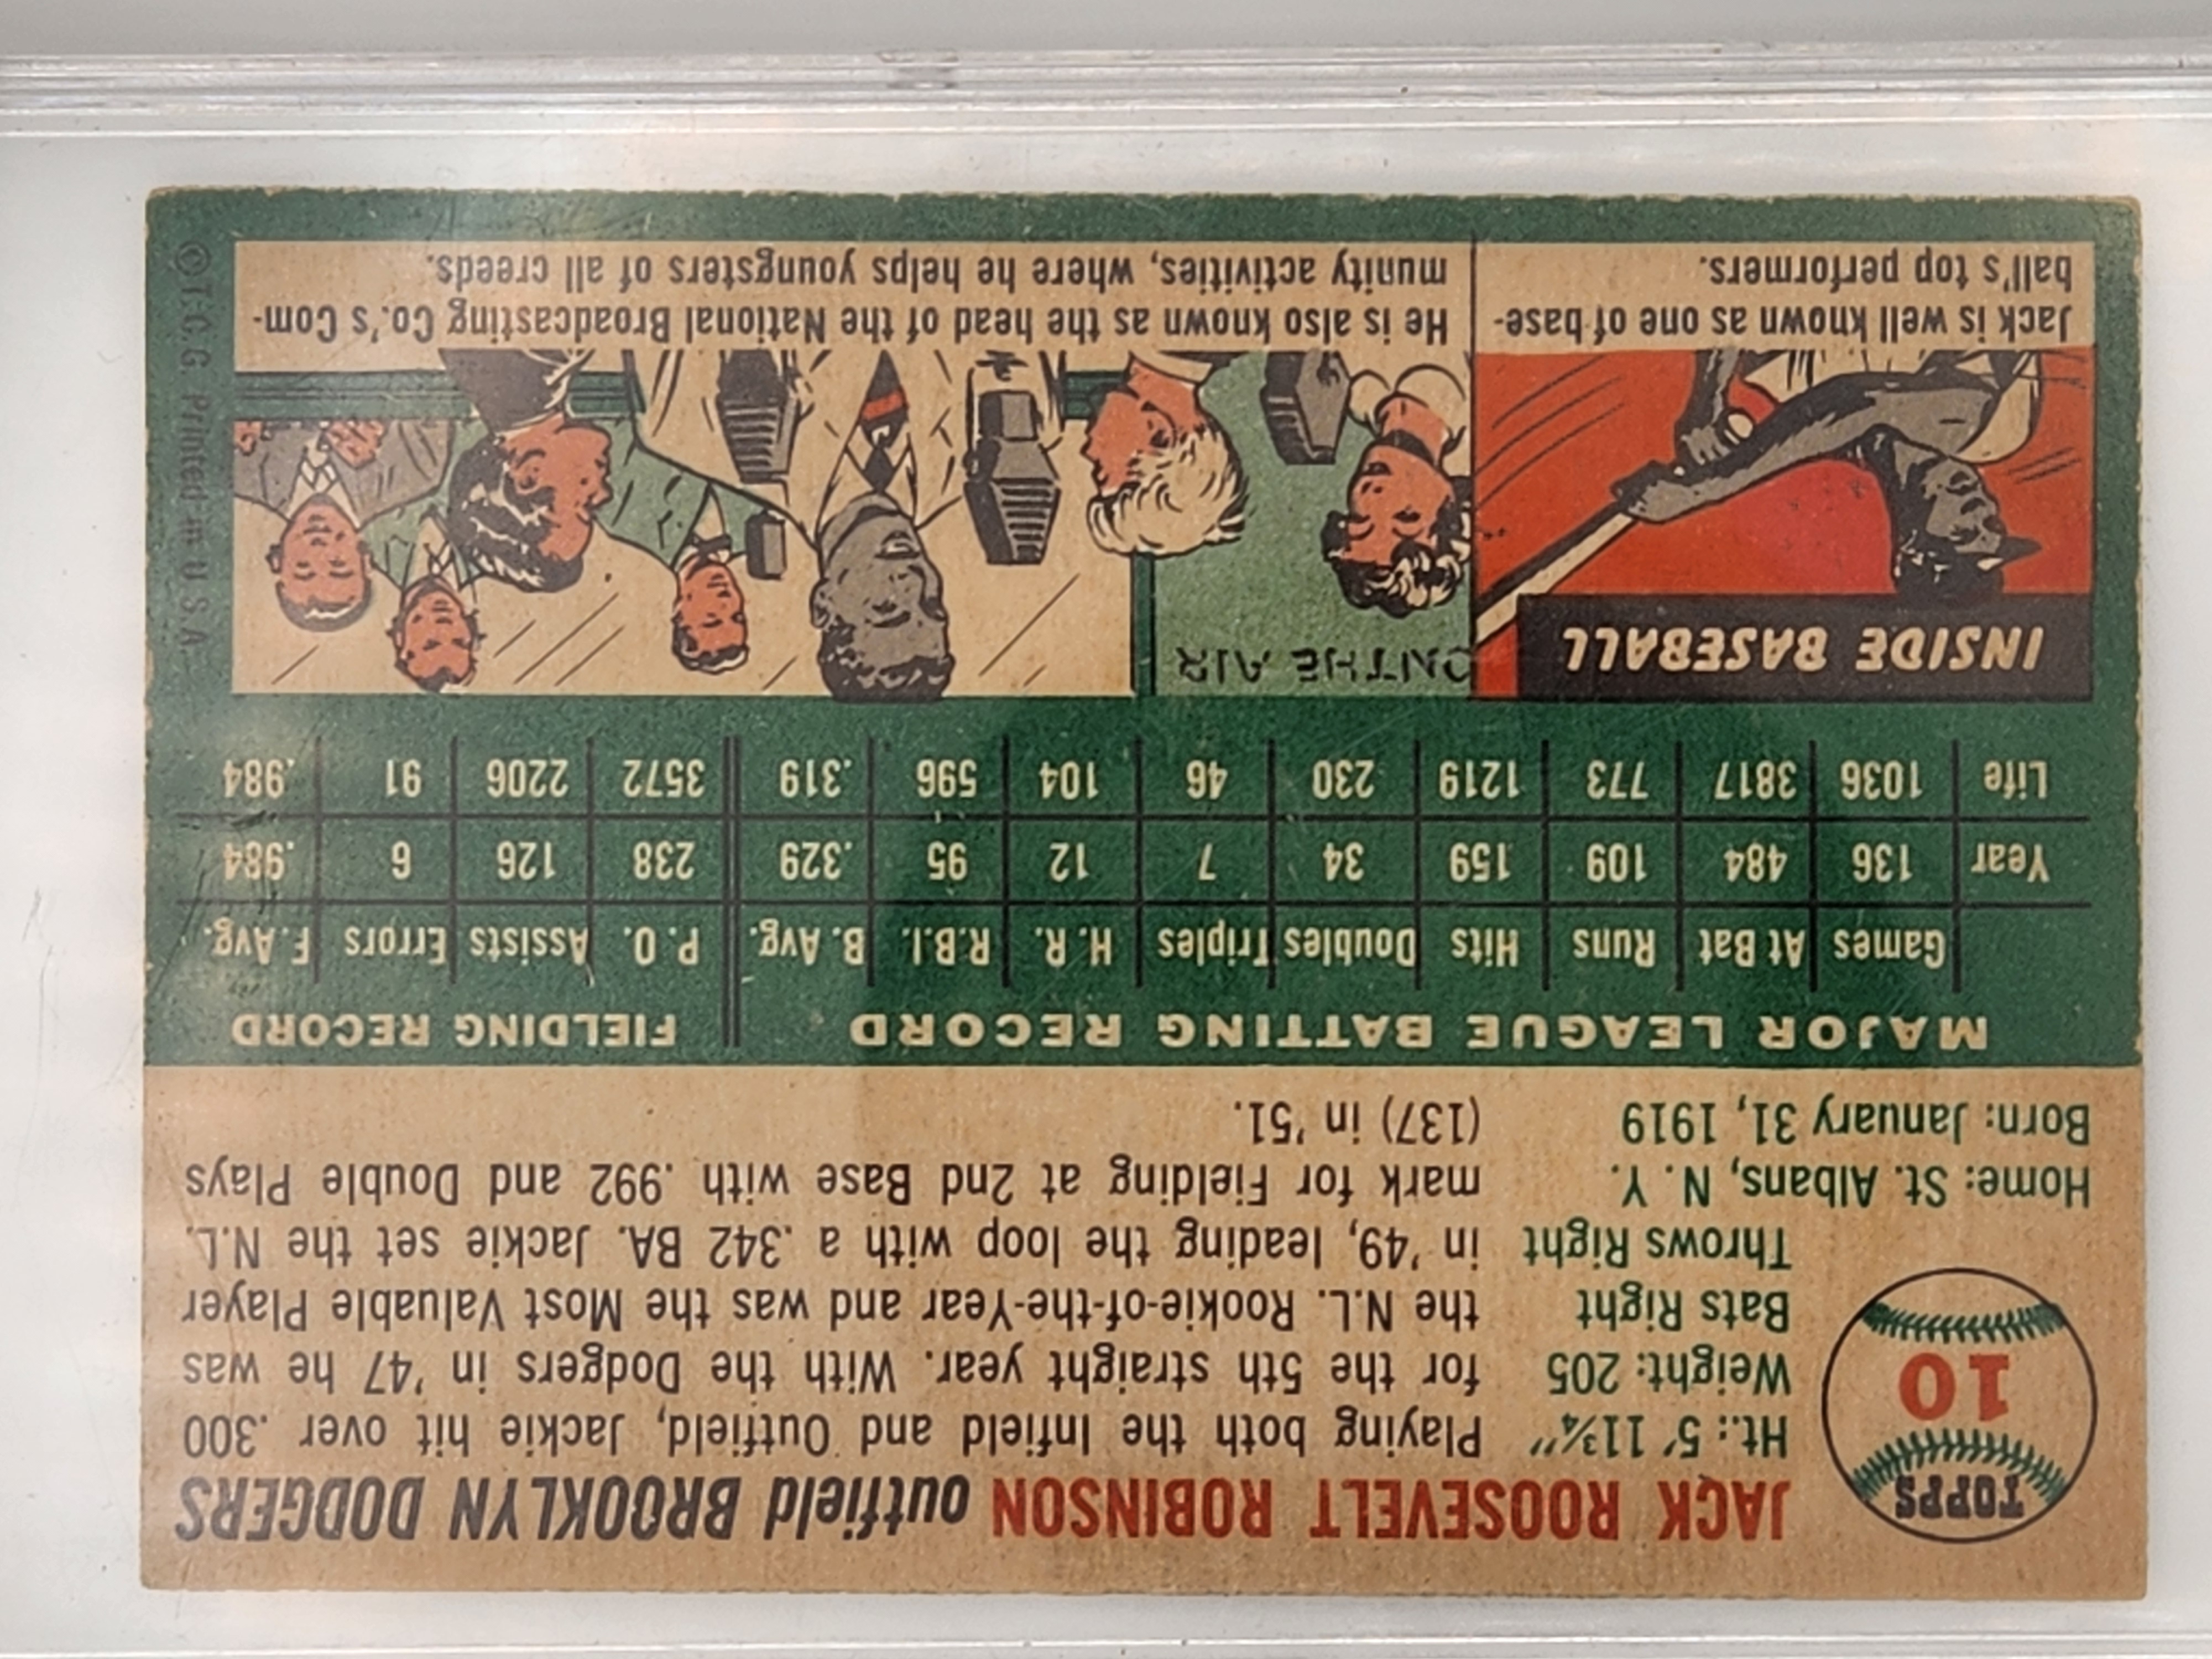 TOPPS
10
JACK ROOSEVELT ROBINSON outfield BROOKLYN DODGERS
Ht.: 5' 11¾"
Weight: 205
Bats Right
Throws Right
Home: St. Albans, N. Y.
Born: January 31, 1919
Playing both the Infield and Outfield, Jackie hit over .300
for the 5th straight year. With the Dodgers in '47 he was
the N.L. Rookie-of-the-Year and was the Most Valuable Player
in '49, leading the loop with a .342 BA. Jackie set the N.L.
mark for Fielding at 2nd Base with .992 and Double Plays
(137) in '51.
MAJOR LEAGUE BATTING RECORD FIELDING RECORD
Games At Bat Runs Hits Doubles Triples H. R. R.B.I. B. Avg. P. O. Assists Errors F. Avg.
Year 136 484 109 159 34 7 12 95 .329 238 126 6 .984
Life 1036 3817 773 1219 230 46 104 596 .319 3572 2206 91 .984
INSIDE BASEBALL
ON THE AIR
Jack is well known as one of base-
ball's top performers.
He is also known as the head of the National Broadcasting Co.'s Com-
munity activities, where he helps youngsters of all creeds.
©T.C.G. Printed in U.S.A.